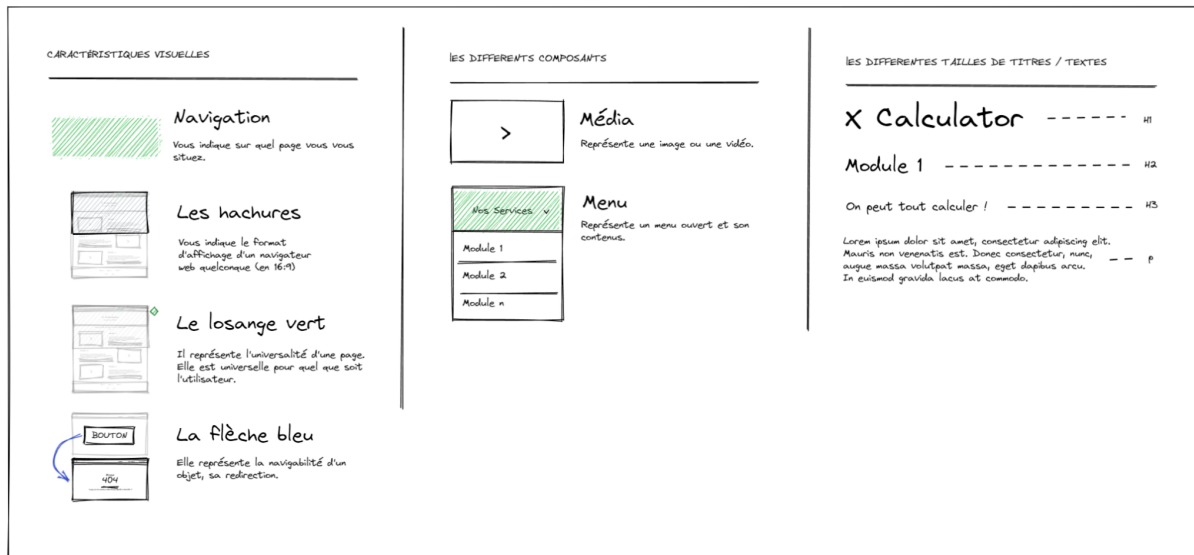 CARACTÉRISTIQUES VISUELLES
Navigation
Vous indique sur quel page vous vous
situez.
Les hachures
Vous indique le format
d'affichage d'un navigateur
web quelconque (en 16:9)
Le losange vert
Il représente l'universalité d'une page.
Elle est universelle pour quel que soit
l'utilisateur.
BOUTON
404
La flèche bleu
Elle représente la navigabilité d'un
objet, sa redirection.
lES DIFFERENTS COMPOSANTS
>
Média
Représente une image ou une vidéo.
Nos Services v
Module 1
Module 2
Module n
Menu
Représente un menu ouvert et son
contenus.
lES DIFFERENTES TAILLES DE TITRES / TEXTES
X Calculator ------ H1
Module 1 ------------- H2
On peut tout calculer ! --------- H3
Lorem ipsum dolor sit amet, consectetur adipiscing elit.
Mauris non venenatis est. Donec consectetur, nunc,
augue massa volutpat massa, eget dapibus arcu.
In euismod gravida lacus at commodo.
-- p